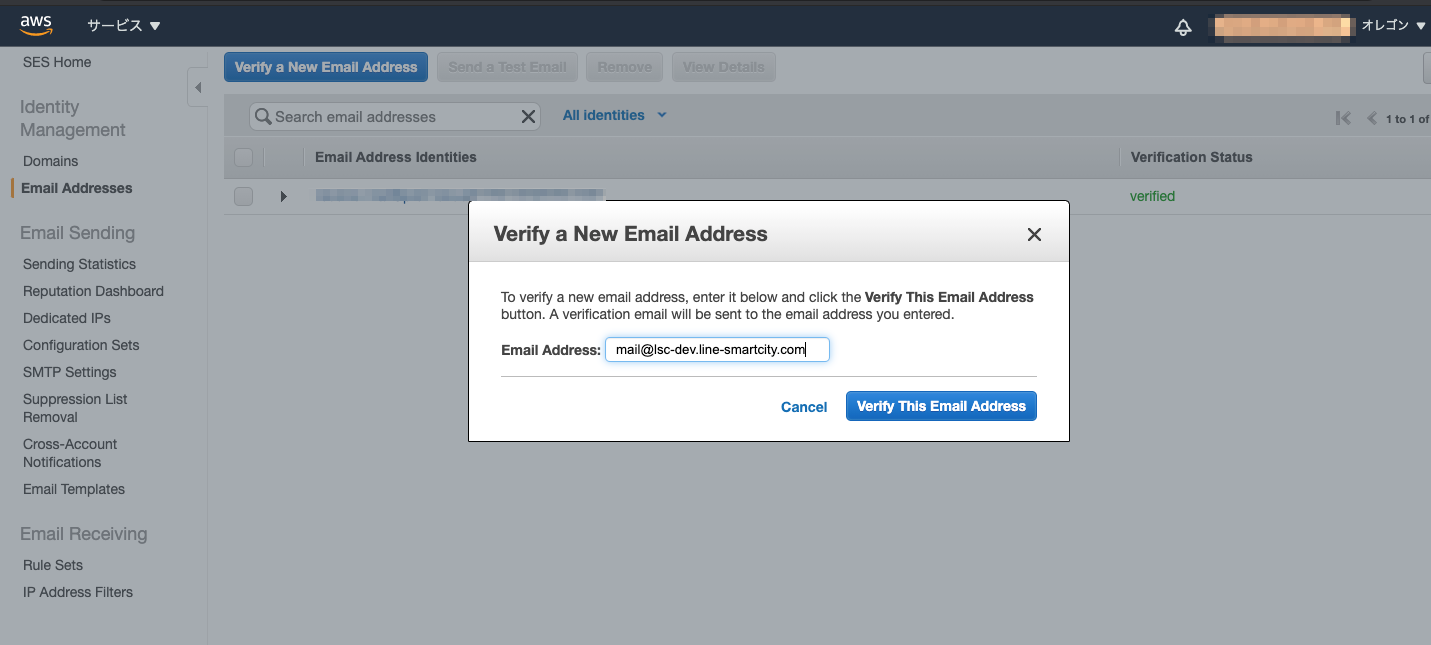 aws
サービス
オレゴン
SES Home
Identity
Management
Domains
Email Addresses
Email Sending
Sending Statistics
Reputation Dashboard
Dedicated IPs
Configuration Sets
SMTP Settings
Suppression List
Removal
Cross-Account
Notifications
Email Templates
Email Receiving
Rule Sets
IP Address Filters
Verify a New Email Address
Send a Test Email
Remove
View Details
Search email addresses
All identities
1 to 1 of
Email Address Identities
Verification Status
verified
Verify a New Email Address
To verify a new email address, enter it below and click the Verify This Email Address
button. A verification email will be sent to the email address you entered.
Email Address: mail@lsc-dev.line-smartcity.com
Cancel
Verify This Email Address